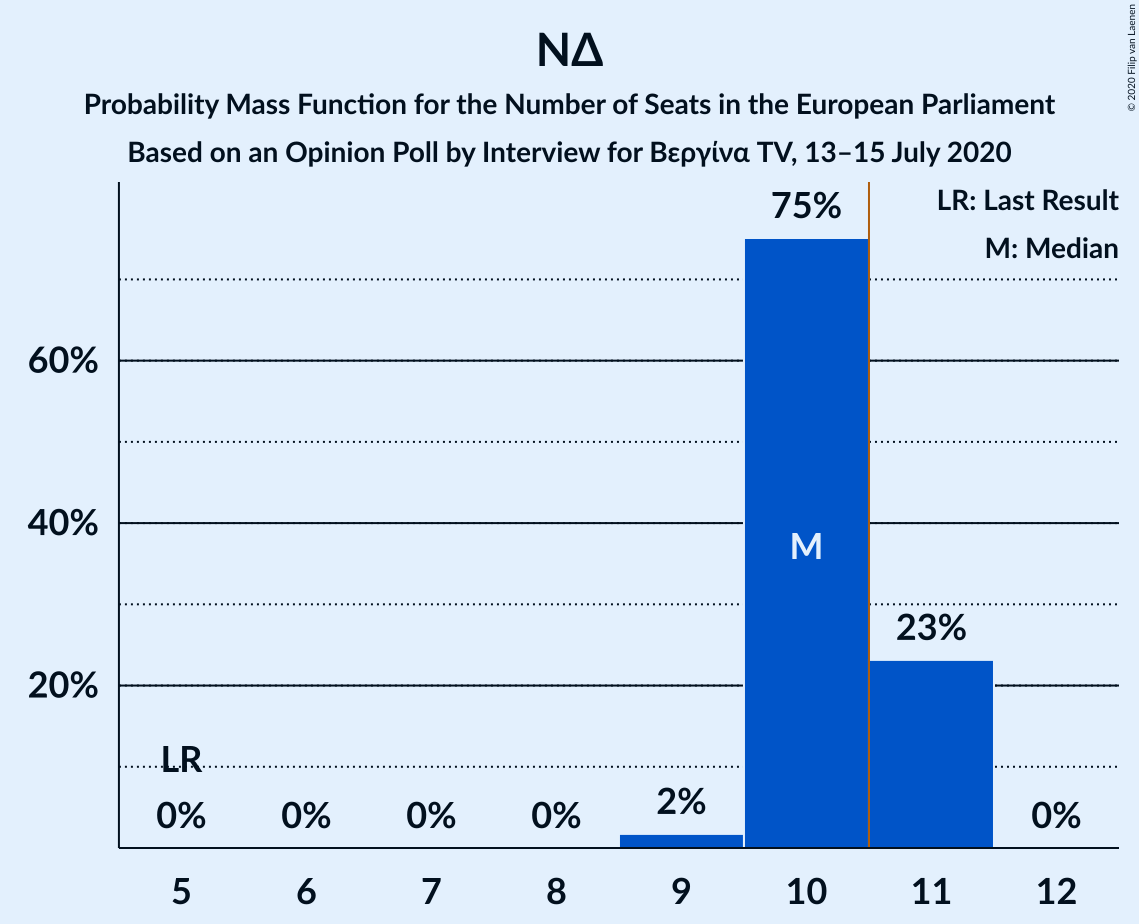 ΝΔ
Probability Mass Function for the Number of Seats in the European Parliament
Based on an Opinion Poll by Interview for Βεργίνα TV, 13–15 July 2020
© 2020 Filip van Laenen
LR: Last Result
M: Median
75%
60%
40%
M
23%
20%
LR
0% 0% 0% 0% 2% 0%
5 6 7 8 9 10 11 12